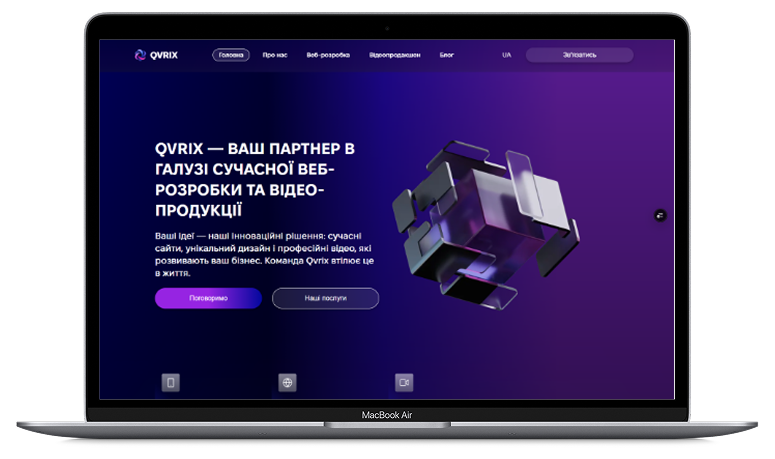 QVRIX
Головна
Про нас
Веб-розробка
Відеопродакшен
Блог
UA
Зв'язатись
QVRIX — ВАШ ПАРТНЕР В
ГАЛУЗІ СУЧАСНОЇ ВЕБ-
РОЗРОБКИ ТА ВІДЕО-
ПРОДУКЦІЇ
Ваші ідеї — наші інноваційні рішення: сучасні
сайти, унікальний дизайн і професійні відео, які
розвивають ваш бізнес. Команда Qvrix втілює це
в життя.
Поговоримо
Наші послуги
MacBook Air